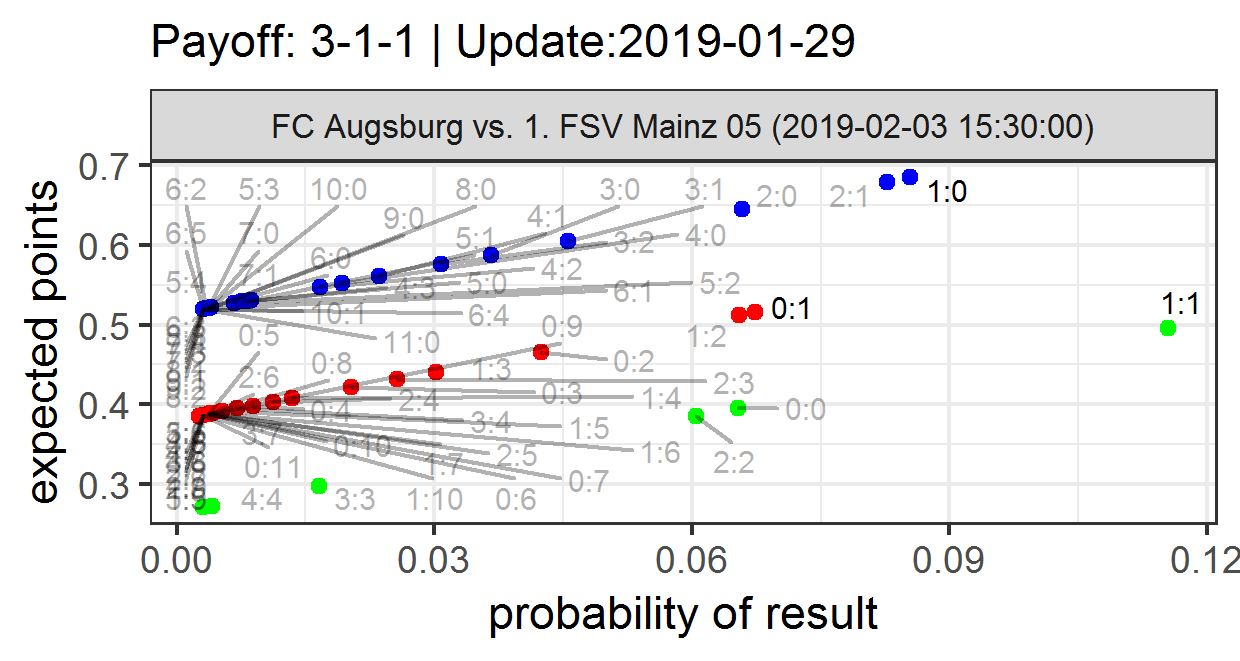 Payoff: 3-1-1 | Update:2019-01-29
FC Augsburg vs. 1. FSV Mainz 05 (2019-02-03 15:30:00)
expected points
0.7
0.6
0.5
0.4
0.3
6:2 5:3 10:0 8:0 3:0 3:1 2:0 2:1 1:0
6:5 7:0 9:0 5:1 4:1 3:2 4:0
5:4 7:1 6:0 4:3 5:0 4:2 6:1 5:2
10:1 11:0 6:4 0:9 1:2 0:1 1:1
0:5 0:8 1:3 0:2 2:3
2:6 0:4 2:4 0:3 1:4 0:0
3:7 0:10 3:4 1:5 2:2
0:11 1:7 2:5 1:6
4:4 3:3 1:10 0:6 0:7
0.00 0.03 0.06 0.09 0.12
probability of result